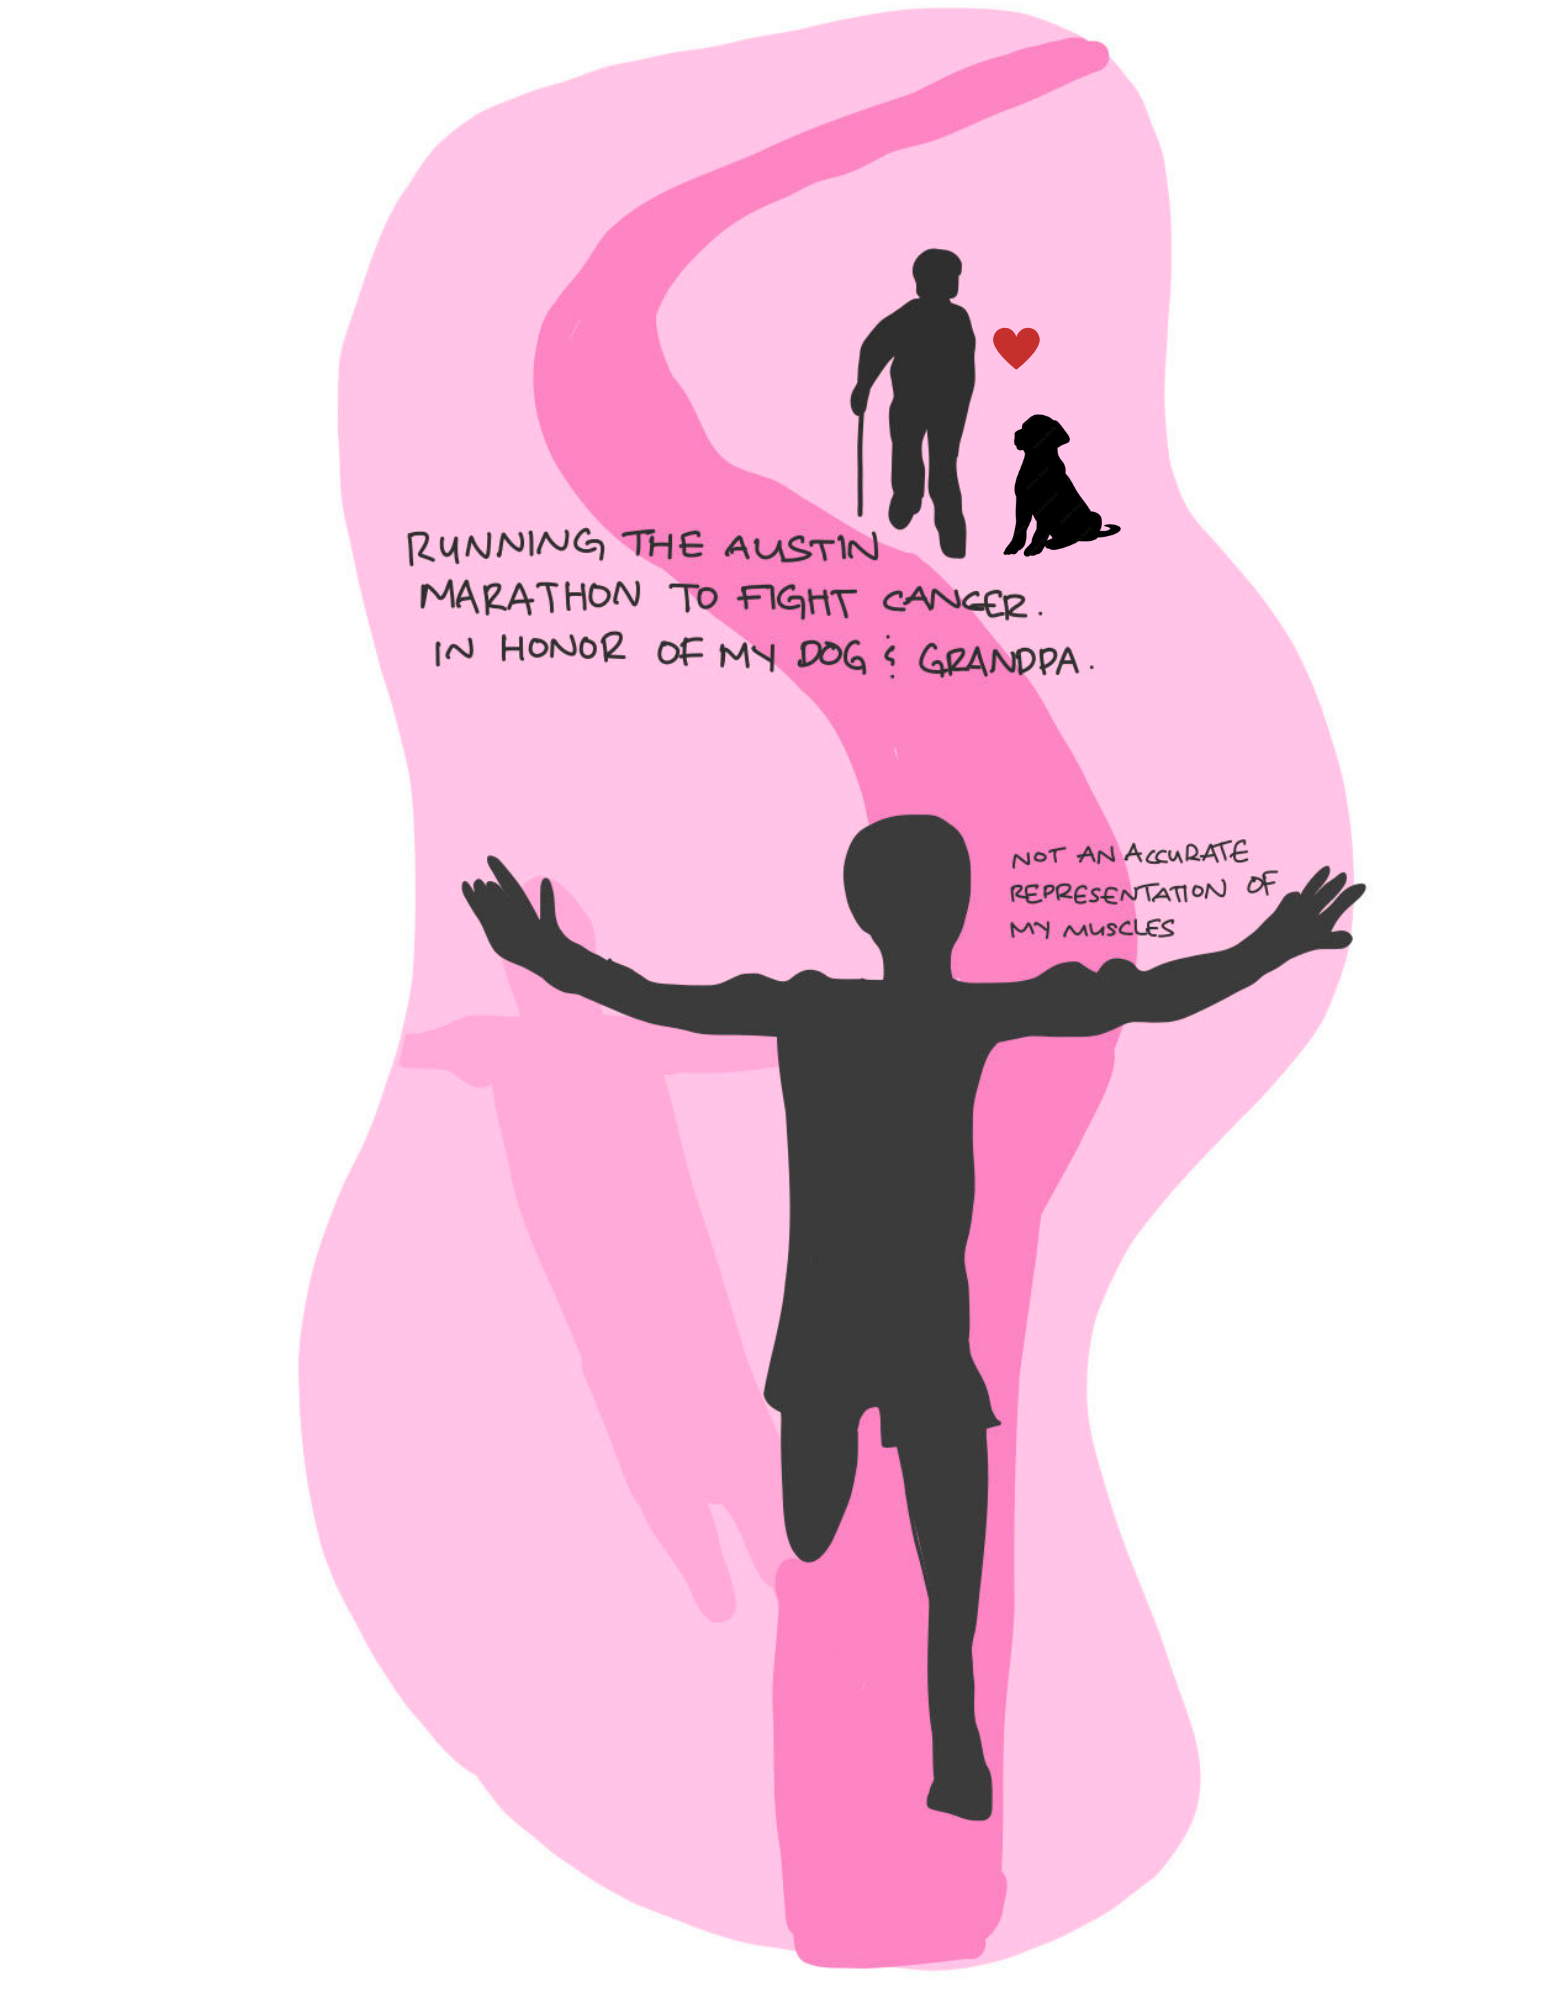 RUNNING THE AUSTIN
MARATHON TO FIGHT CANCER.
IN HONOR OF MY DOG & GRANDPA.
NOT AN ACCURATE
REPRESENTATION OF
MY MUSCLES